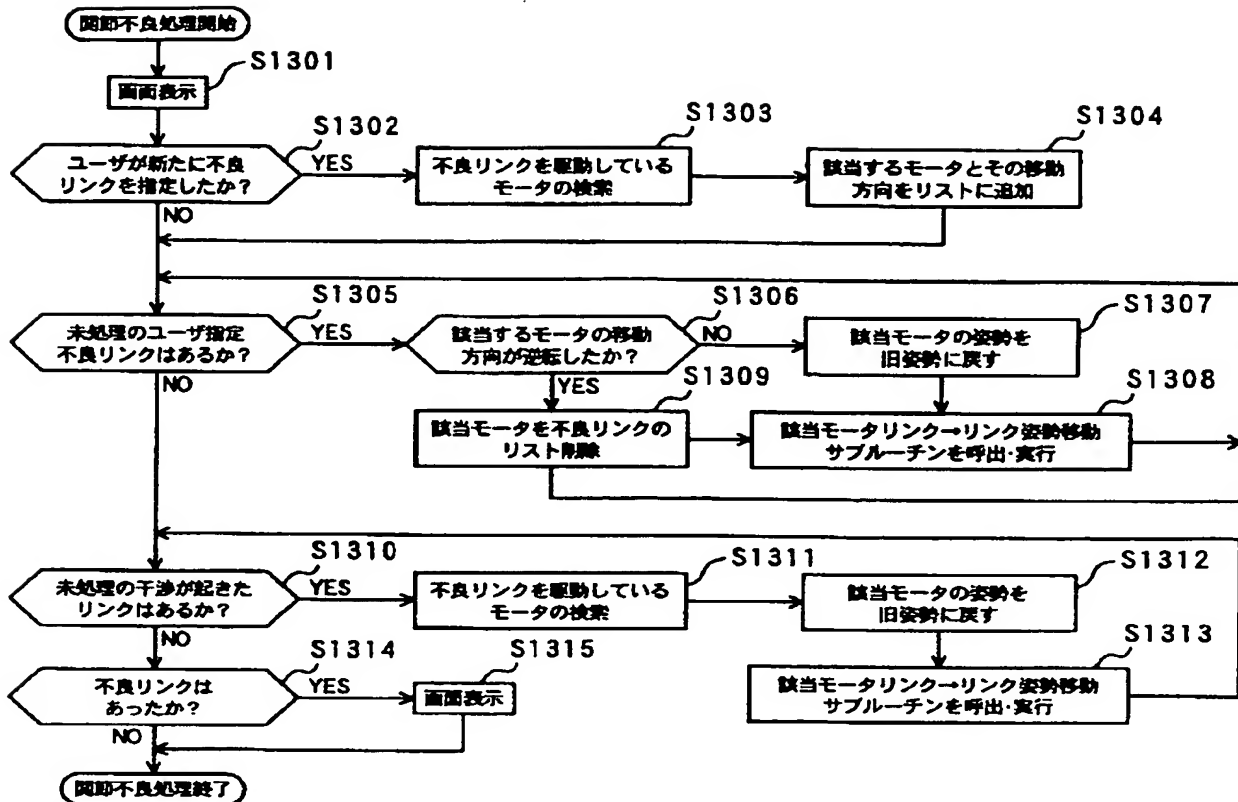 関節不良処理開始
S1301
画面表示
S1302
ユーザが新たに不良
リンクを指定したか?
YES
NO
S1303
不良リンクを駆動している
モータの検索
S1304
該当するモータとその移動
方向をリストに追加
S1305
未処理のユーザ指定
不良リンクはあるか?
YES
NO
S1306
該当するモータの移動
方向が逆転したか?
NO
YES
S1307
該当モータの姿勢を
旧姿勢に戻す
S1309
該当モータを不良リンクの
リスト削除
S1308
該当モータリンク→リンク姿勢移動
サブルーチンを呼出・実行
S1310
未処理の干渉が起きた
リンクはあるか?
YES
NO
S1311
不良リンクを駆動している
モータの検索
S1312
該当モータの姿勢を
旧姿勢に戻す
S1313
該当モータリンク→リンク姿勢移動
サブルーチンを呼出・実行
S1314
不良リンクは
あったか?
YES
NO
S1315
画面表示
関節不良処理終了